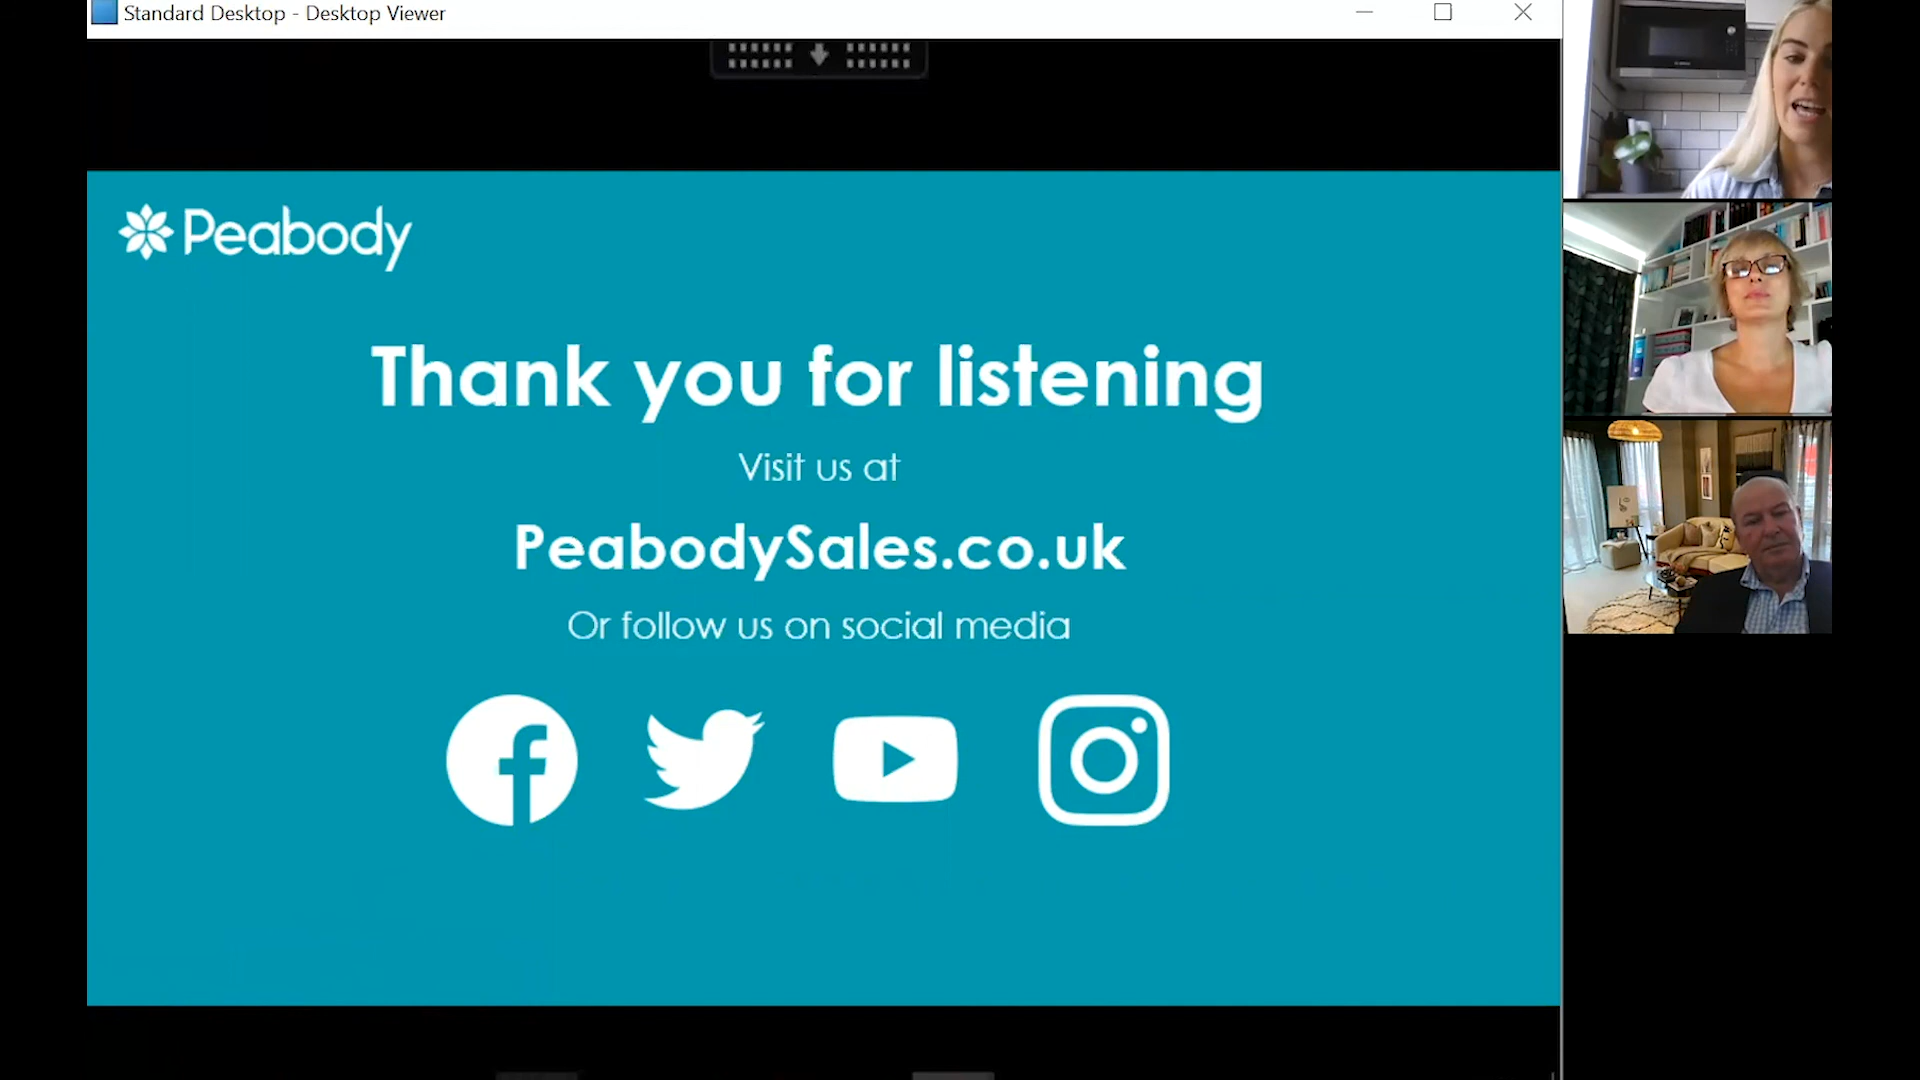 Standard Desktop - Desktop Viewer
Peabody
Thank you for listening
Visit us at
PeabodySales.co.uk
Or follow us on social media